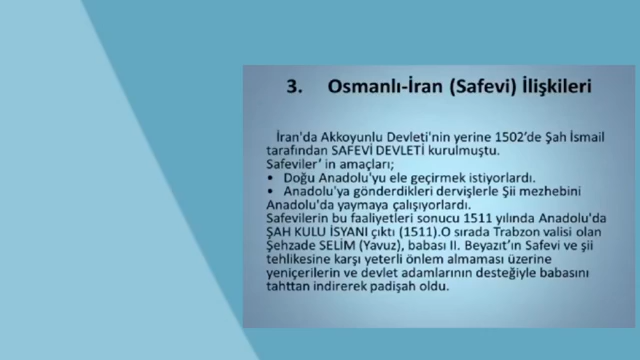 3. Osmanlı-İran (Safevi) İlişkileri
İran'da Akkoyunlu Devleti'nin yerine 1502’de Şah İsmail
tarafından SAFEVİ DEVLETİ kurulmuştu.
Safeviler’ in amaçları;
• Doğu Anadolu'yu ele geçirmek istiyorlardı.
• Anadolu'ya gönderdikleri dervişlerle Şii mezhebini
Anadolu'da yaymaya çalışıyorlardı.
Safevilerin bu faaliyetleri sonucu 1511 yılında Anadolu'da
ŞAH KULU İSYANI çıktı (1511).O sırada Trabzon valisi olan
Şehzade SELİM (Yavuz), babası II. Beyazıt’ın Safevi ve şii
tehlikesine karşı yeterli önlem almaması üzerine
yeniçerilerin ve devlet adamlarının desteğiyle babasını
tahttan indirerek padişah oldu.